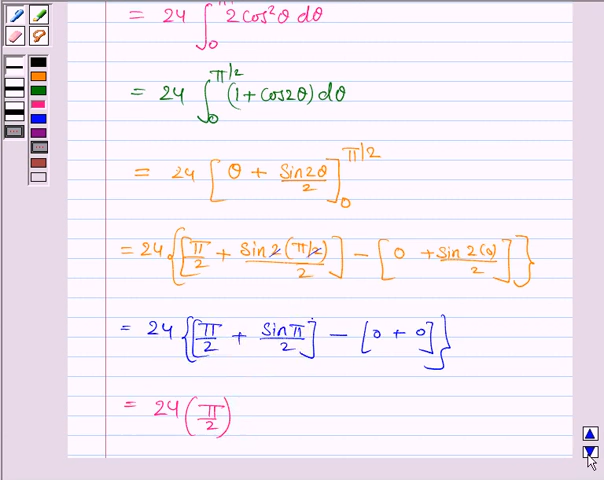 = 24 ∫₀^π/2 2cos²θ dθ
= 24 ∫₀^π/2 (1 + cos2θ) dθ
= 24 [ θ + sin2θ/2 ]₀^π/2
= 24 { [ π/2 + sin2(π/2)/2 ] − [ 0 + sin2(0)/2 ] }
= 24 { [ π/2 + sinπ/2 ] − [ 0 + 0 ] }
= 24 ( π/2 )